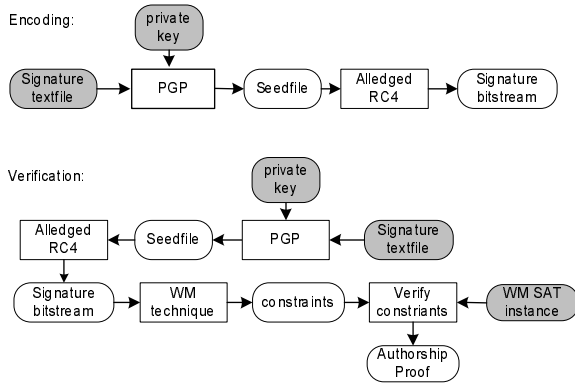 Encoding:
private
key
Signature
textfile
PGP
Seedfile
Alledged
RC4
Signature
bitstream
Verification:
private
key
Alledged
RC4
Seedfile
PGP
Signature
textfile
Signature
bitstream
WM
technique
constraints
Verify
constriants
WM SAT
instance
Authorship
Proof